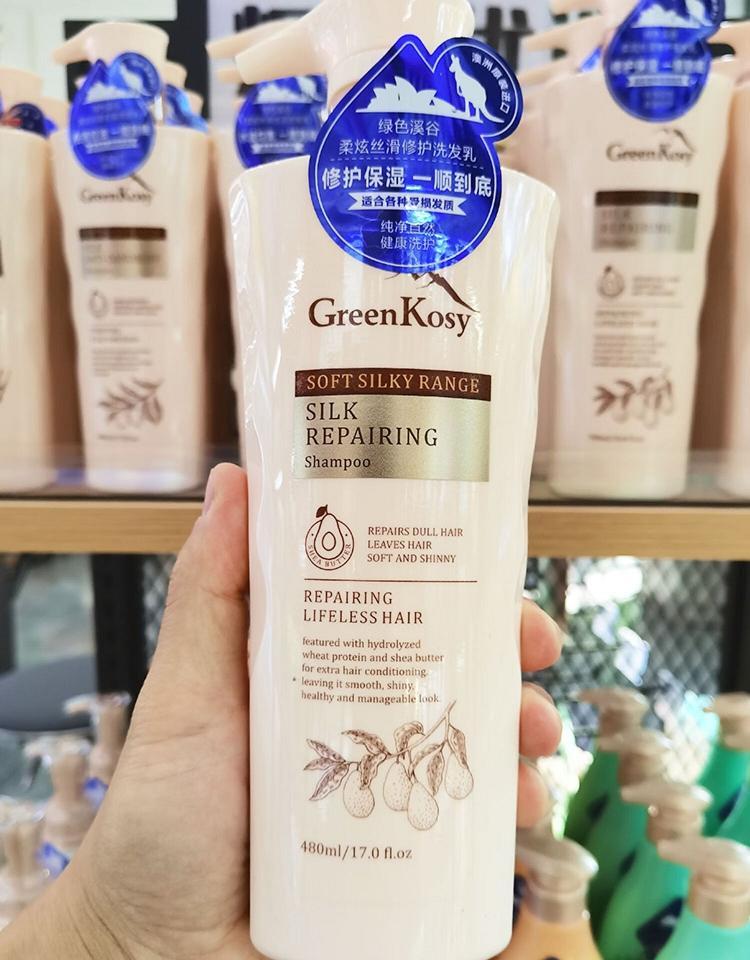 澳洲原装进口
绿色溪谷
柔炫丝滑修护洗发乳
修护保湿 一顺到底
适合各种受损发质
纯净自然
健康洗护
GreenKosy
SOFT SILKY RANGE
SILK
REPAIRING
Shampoo
SHEA BUTTER
REPAIRS DULL HAIR
LEAVES HAIR
SOFT AND SHINNY
REPAIRING
LIFELESS HAIR
featured with hydrolyzed
wheat protein and shea butter
for extra hair conditioning,
leaving it smooth, shiny,
healthy and manageable look.
480ml/17.0 fl.oz
GreenKosy
GreenKosy
SILK
REPAIRING